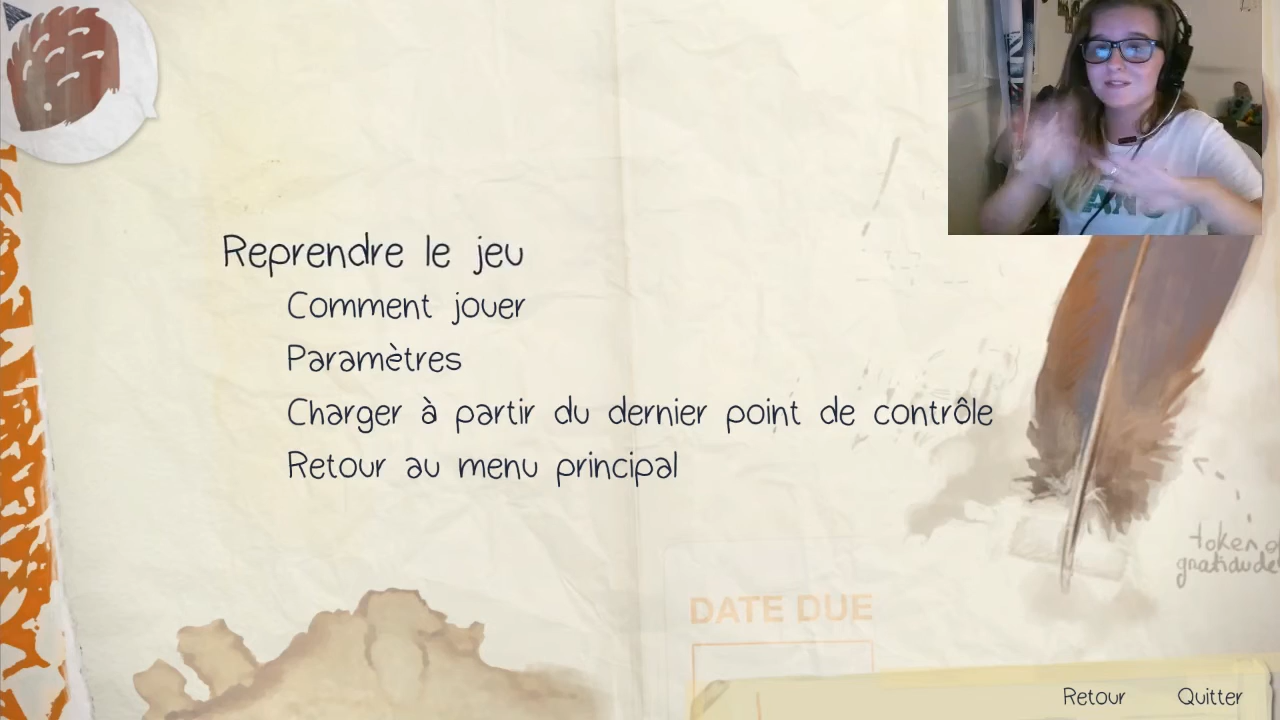 Reprendre le jeu
Comment jouer
Paramètres
Charger à partir du dernier point de contrôle
Retour au menu principal
token of
gratidude
DATE DUE
Retour Quitter